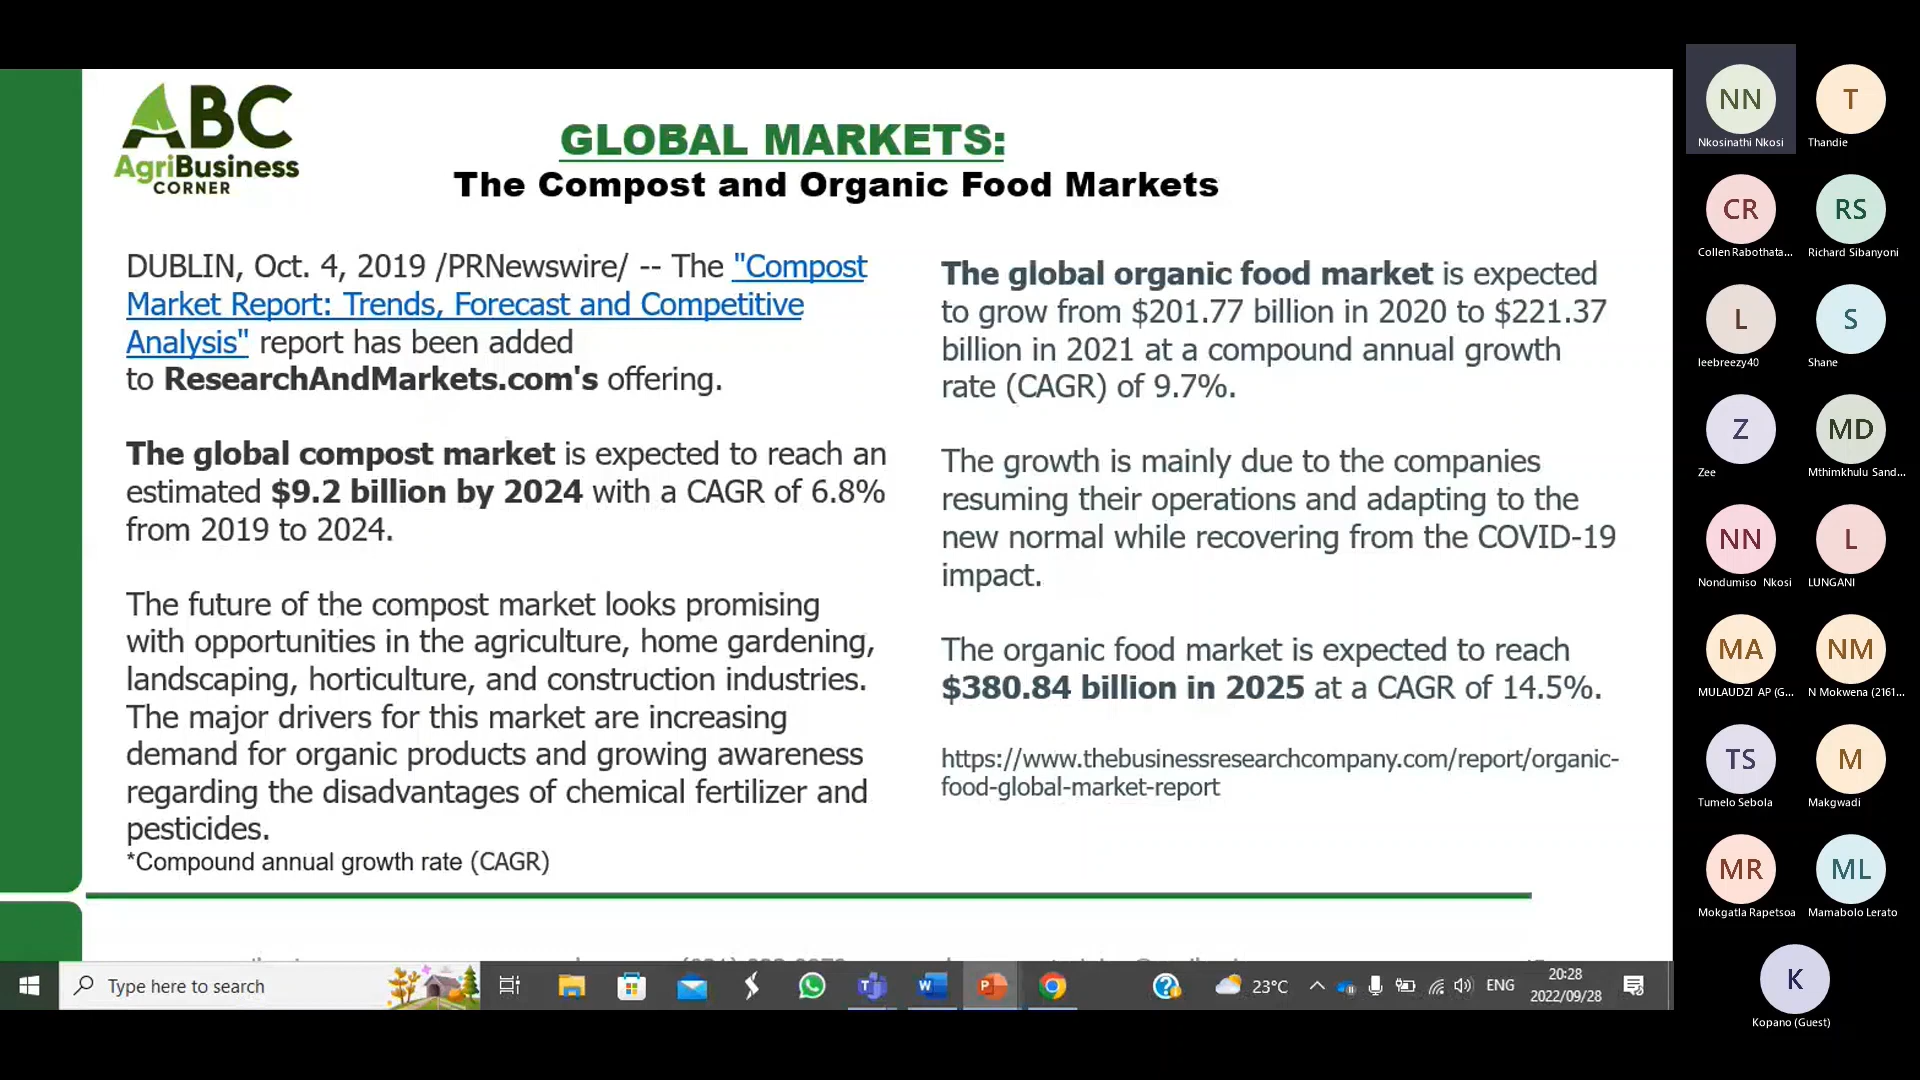 ABC
AgriBusiness
CORNER
GLOBAL MARKETS:
The Compost and Organic Food Markets
DUBLIN, Oct. 4, 2019 /PRNewswire/ -- The "Compost
Market Report: Trends, Forecast and Competitive
Analysis" report has been added
to ResearchAndMarkets.com's offering.
The global compost market is expected to reach an
estimated $9.2 billion by 2024 with a CAGR of 6.8%
from 2019 to 2024.
The future of the compost market looks promising
with opportunities in the agriculture, home gardening,
landscaping, horticulture, and construction industries.
The major drivers for this market are increasing
demand for organic products and growing awareness
regarding the disadvantages of chemical fertilizer and
pesticides.
*Compound annual growth rate (CAGR)
The global organic food market is expected
to grow from $201.77 billion in 2020 to $221.37
billion in 2021 at a compound annual growth
rate (CAGR) of 9.7%.
The growth is mainly due to the companies
resuming their operations and adapting to the
new normal while recovering from the COVID-19
impact.
The organic food market is expected to reach
$380.84 billion in 2025 at a CAGR of 14.5%.
https://www.thebusinessresearchcompany.com/report/organic-
food-global-market-report
Type here to search
23°C
ENG
20:28
2022/09/28
NN
Nkosinathi Nkosi
T
Thandie
CR
Collen Rabothata...
RS
Richard Sibanyoni
L
leebreezy40
S
Shane
Z
Zee
MD
Mthimkhulu Sand...
NN
Nondumiso Nkosi
L
LUNGANI
MA
MULAUDZI AP (G...
NM
N Mokwena (2161...
TS
Tumelo Sebola
M
Makgwadi
MR
Mokgatla Rapetsoa
ML
Mamabolo Lerato
K
Kopano (Guest)